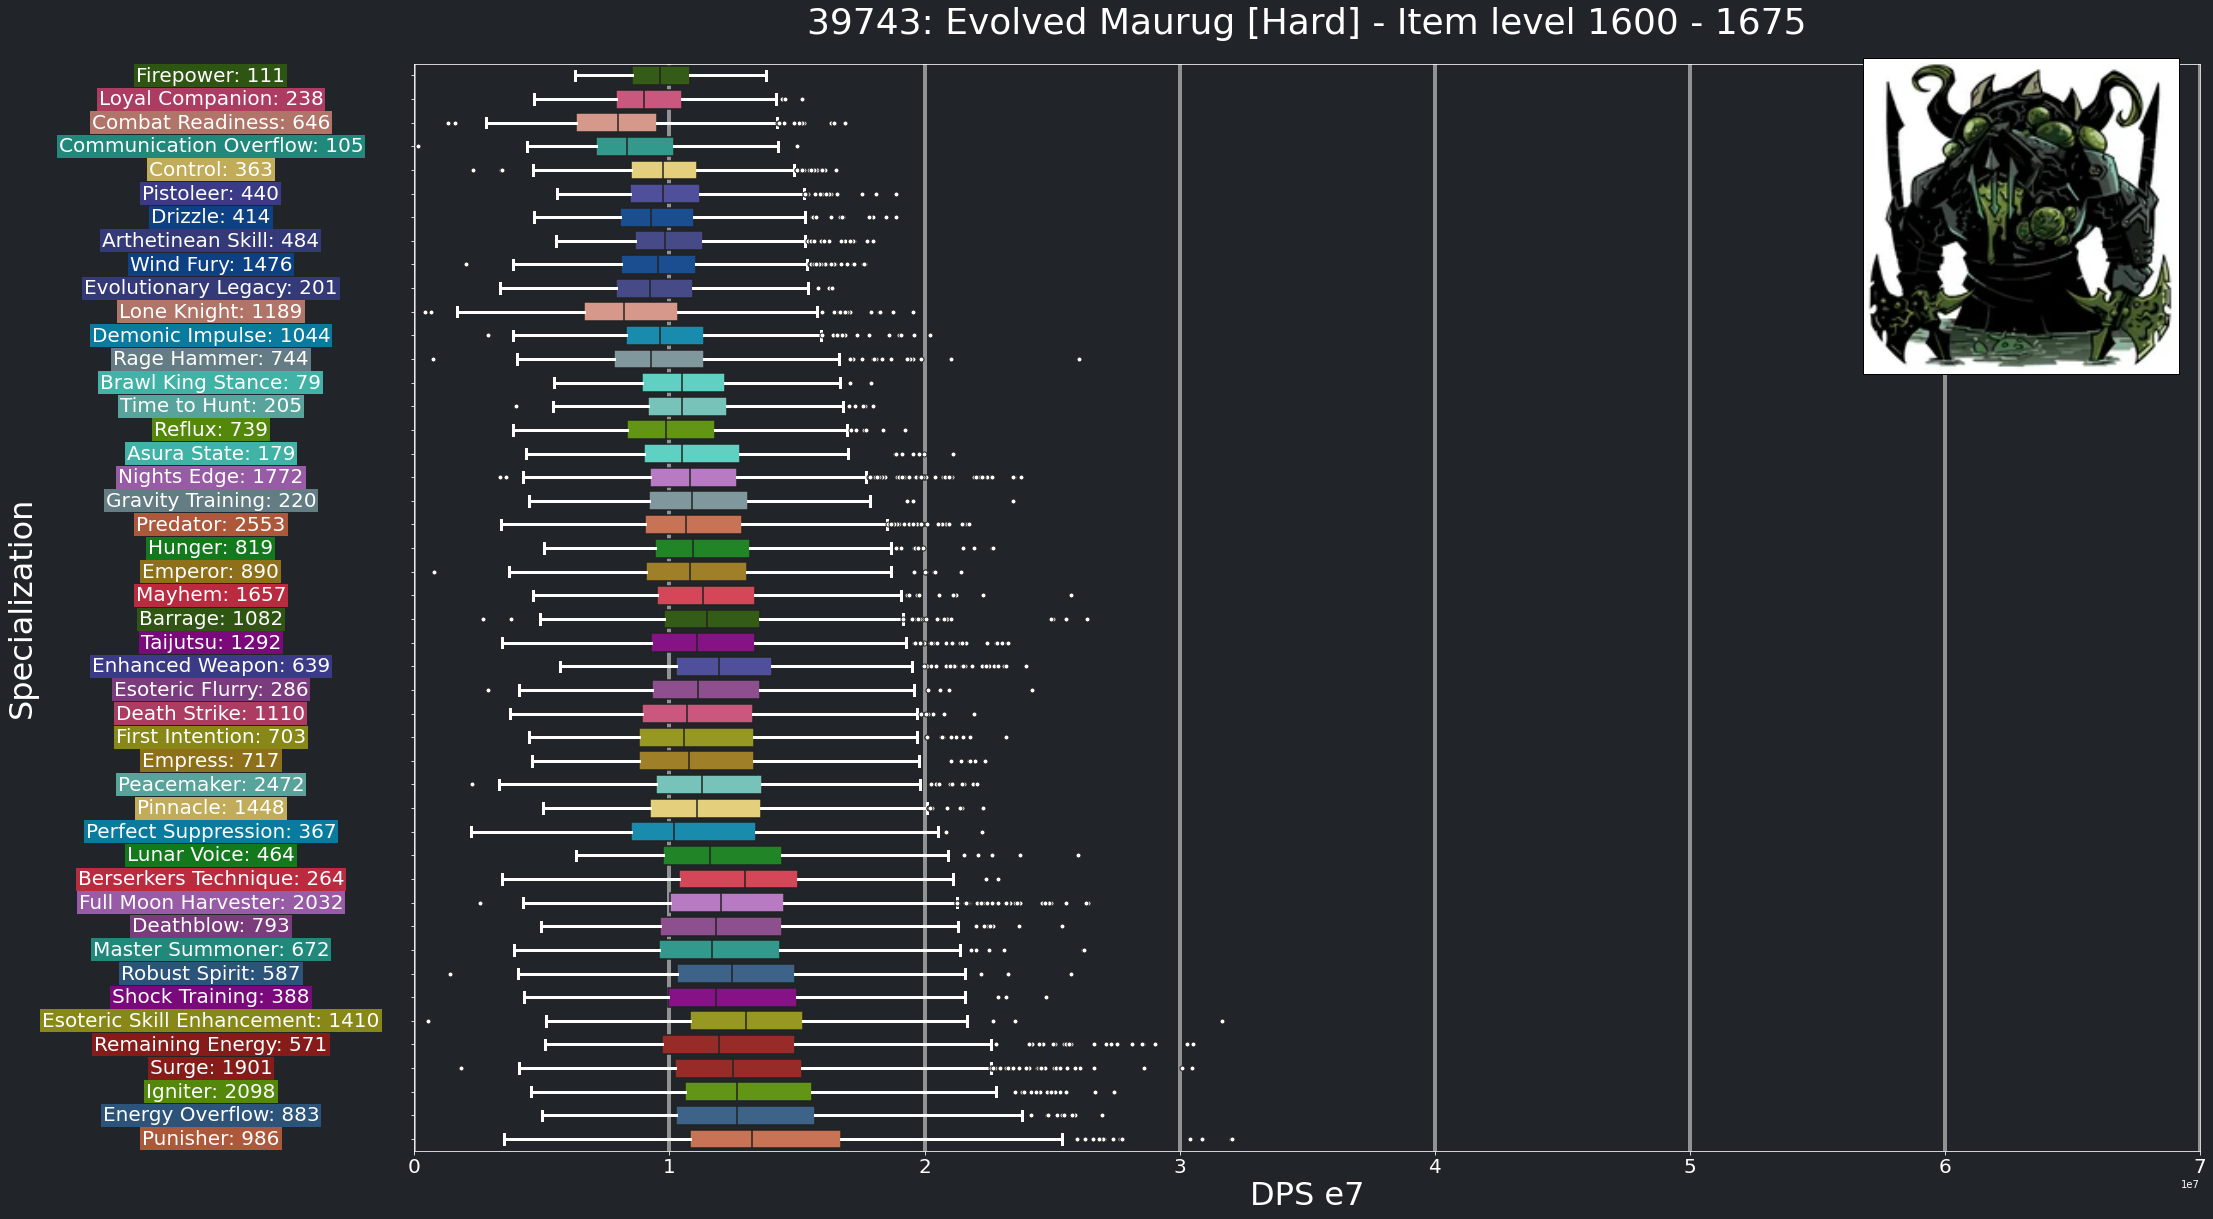 39743: Evolved Maurug [Hard] - Item level 1600 - 1675
Specialization
Firepower: 111
Loyal Companion: 238
Combat Readiness: 646
Communication Overflow: 105
Control: 363
Pistoleer: 440
Drizzle: 414
Arthetinean Skill: 484
Wind Fury: 1476
Evolutionary Legacy: 201
Lone Knight: 1189
Demonic Impulse: 1044
Rage Hammer: 744
Brawl King Stance: 79
Time to Hunt: 205
Reflux: 739
Asura State: 179
Nights Edge: 1772
Gravity Training: 220
Predator: 2553
Hunger: 819
Emperor: 890
Mayhem: 1657
Barrage: 1082
Taijutsu: 1292
Enhanced Weapon: 639
Esoteric Flurry: 286
Death Strike: 1110
First Intention: 703
Empress: 717
Peacemaker: 2472
Pinnacle: 1448
Perfect Suppression: 367
Lunar Voice: 464
Berserkers Technique: 264
Full Moon Harvester: 2032
Deathblow: 793
Master Summoner: 672
Robust Spirit: 587
Shock Training: 388
Esoteric Skill Enhancement: 1410
Remaining Energy: 571
Surge: 1901
Igniter: 2098
Energy Overflow: 883
Punisher: 986
0 1 2 3 4 5 6 7
DPS e7
1e7